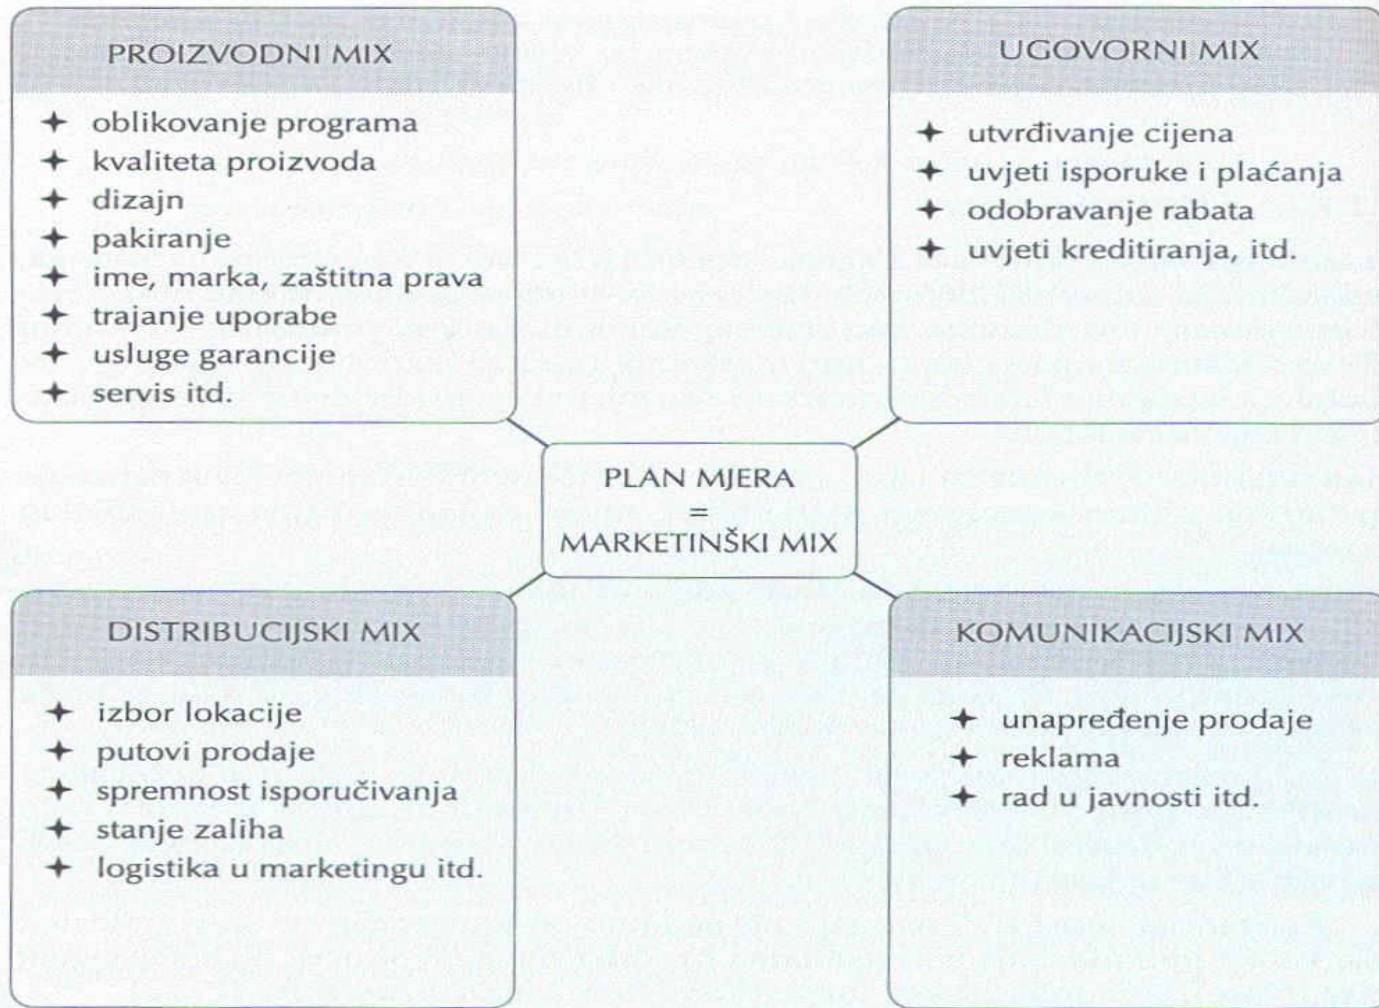 PROIZVODNI MIX
✦ oblikovanje programa
✦ kvaliteta proizvoda
✦ dizajn
✦ pakiranje
✦ ime, marka, zaštitna prava
✦ trajanje uporabe
✦ usluge garancije
✦ servis itd.
UGOVORNI MIX
✦ utvrđivanje cijena
✦ uvjeti isporuke i plaćanja
✦ odobravanje rabata
✦ uvjeti kreditiranja, itd.
PLAN MJERA
=
MARKETINŠKI MIX
DISTRIBUCIJSKI MIX
✦ izbor lokacije
✦ putovi prodaje
✦ spremnost isporučivanja
✦ stanje zaliha
✦ logistika u marketingu itd.
KOMUNIKACIJSKI MIX
✦ unapređenje prodaje
✦ reklama
✦ rad u javnosti itd.